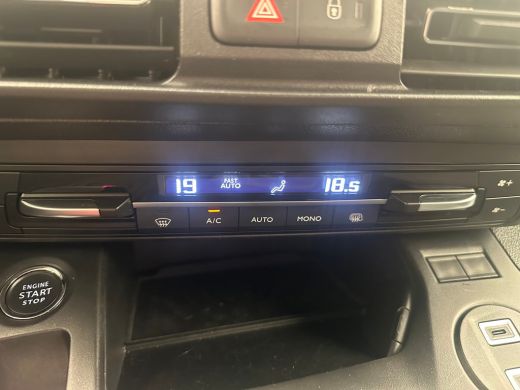 19 FAST AUTO 18.5
A/C AUTO MONO
ENGINE
START
STOP